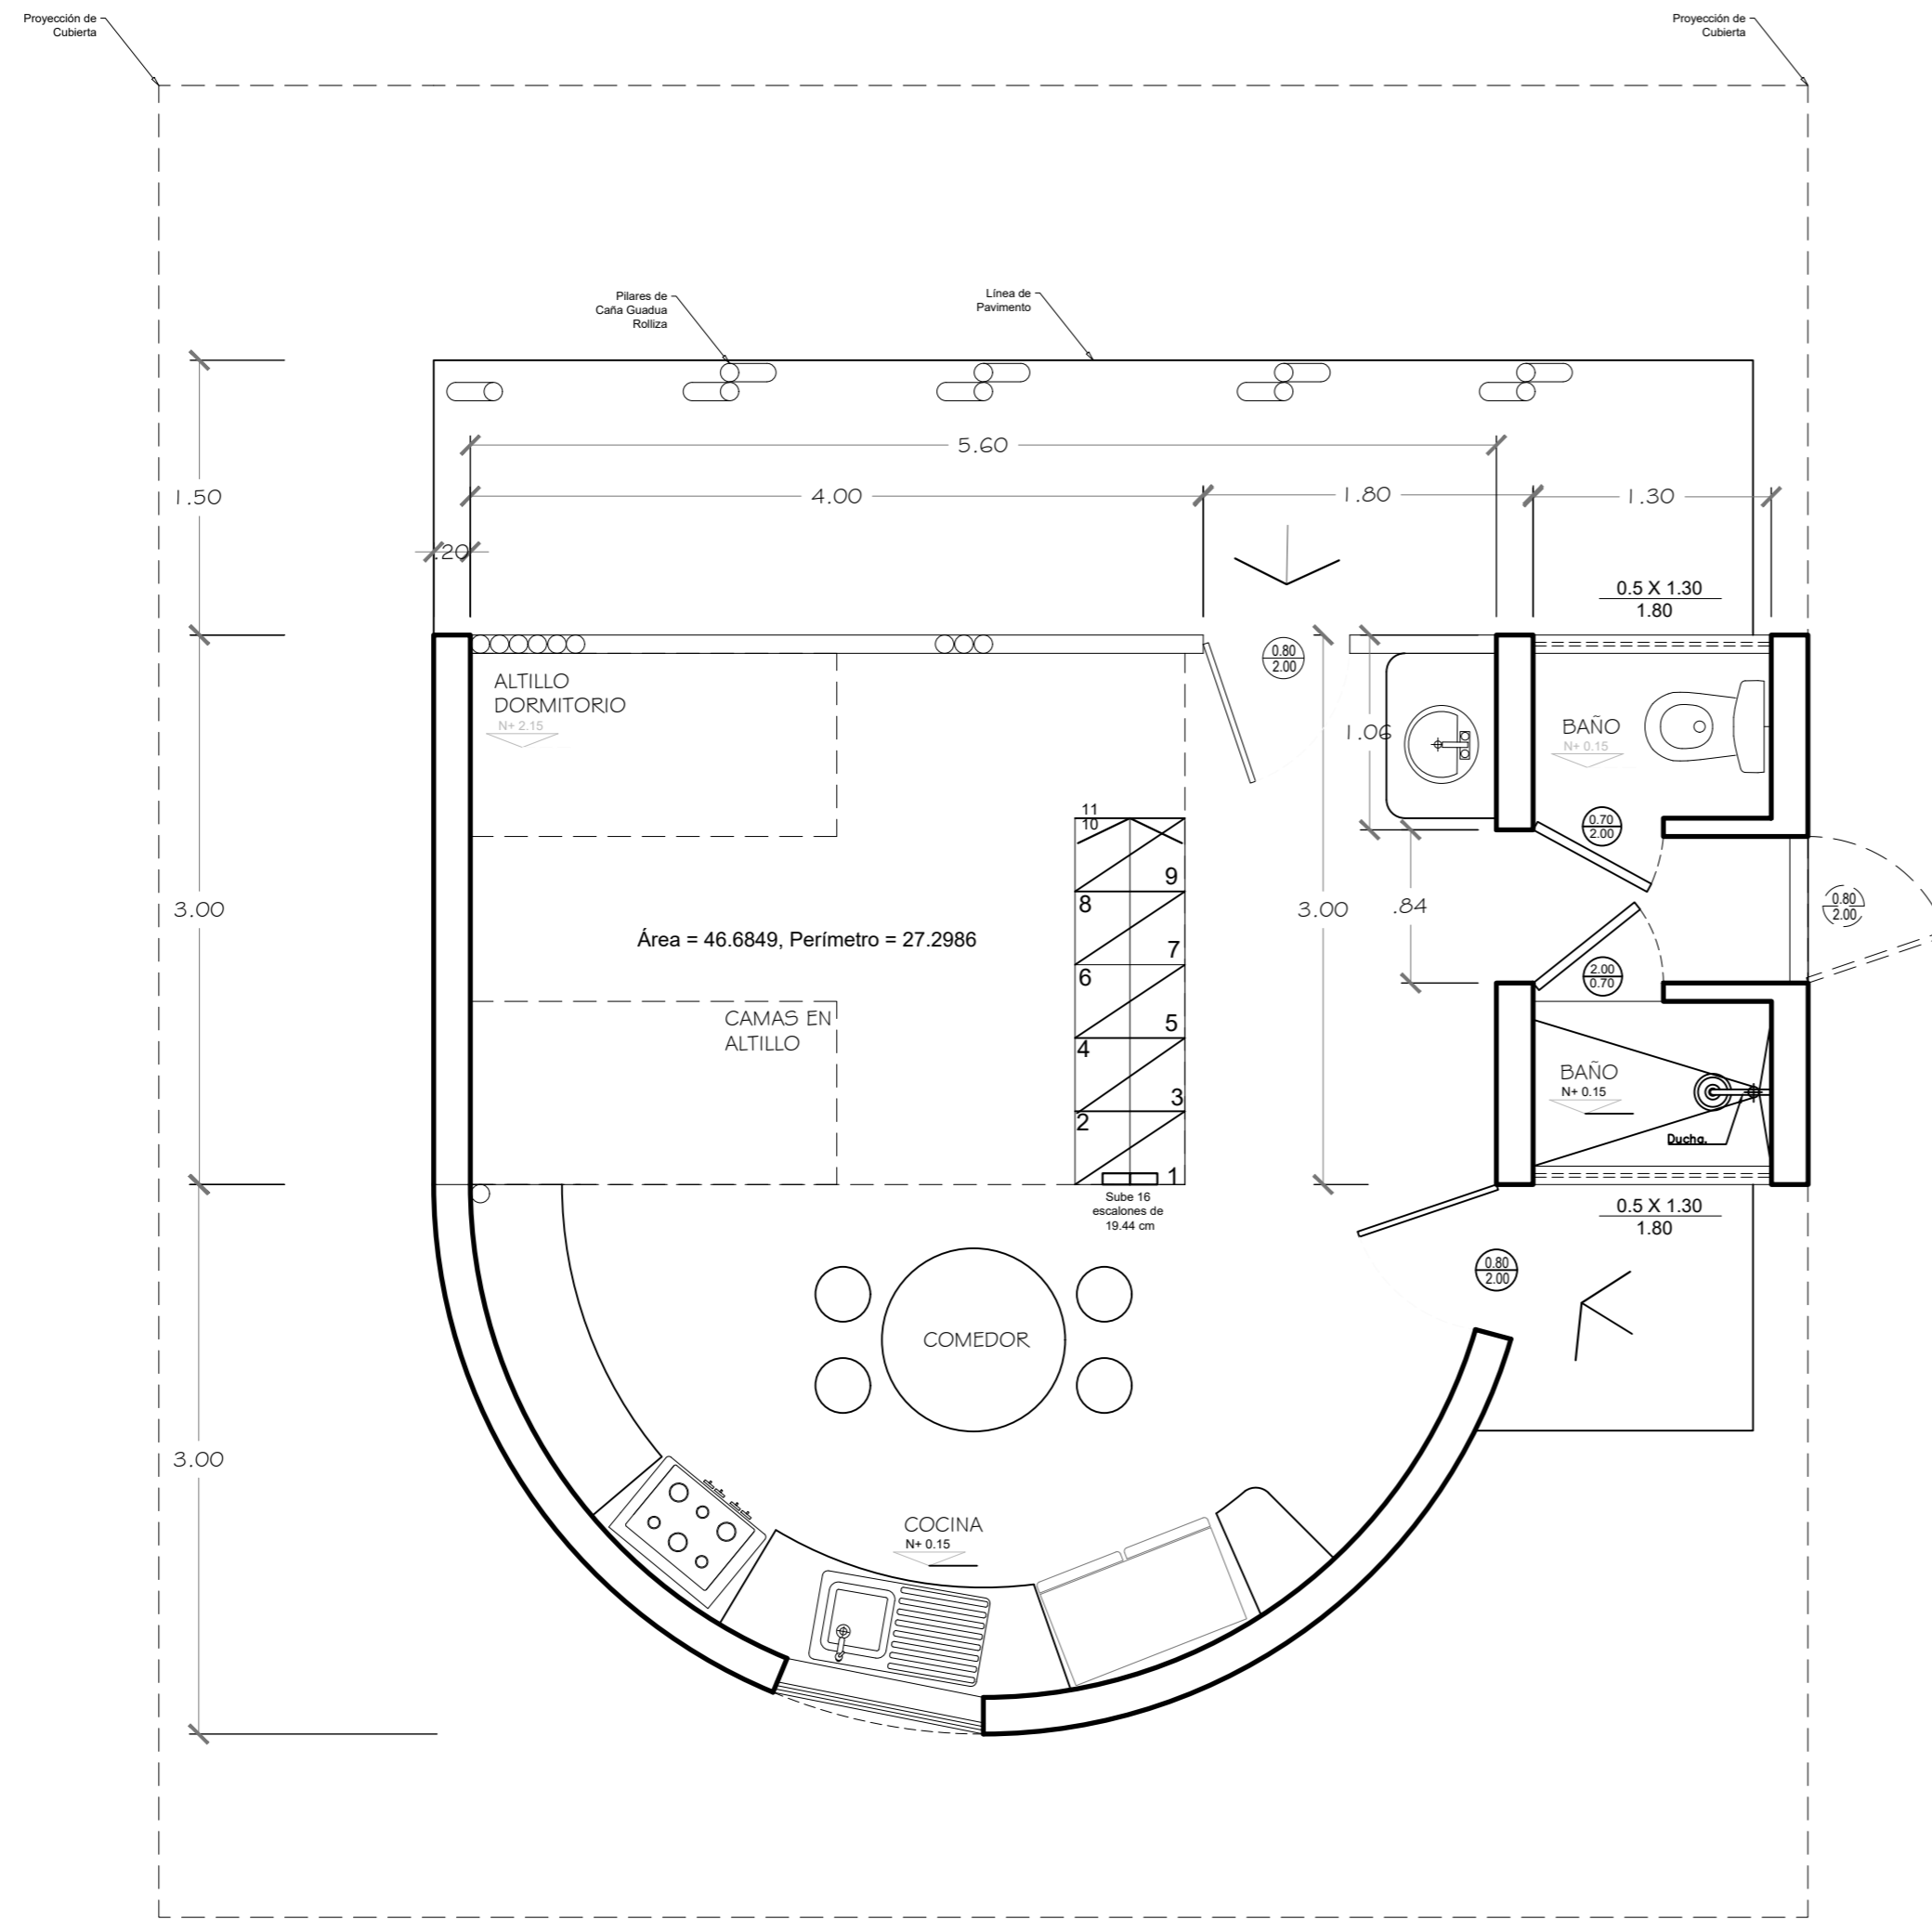 Proyección de
Cubierta
Proyección de
Cubierta
Pilares de
Caña Guadua
Rolliza
Línea de
Pavimento
5.60
1.50
4.00
1.80
1.30
.20
0.5 X 1.30
1.80
0.80
2.00
ALTILLO
DORMITORIO
N+ 2.15
1.06
BAÑO
N+ 0.15
11
10
0.70
2.00
9
8
3.00
3.00
.84
0.80
2.00
Área = 46.6849, Perímetro = 27.2986
7
6
2.00
0.70
5
CAMAS EN
ALTILLO
4
BAÑO
N+ 0.15
3
2
Ducha.
1
Sube 16
escalones de
19.44 cm
0.5 X 1.30
1.80
0.80
2.00
COMEDOR
3.00
COCINA
N+ 0.15